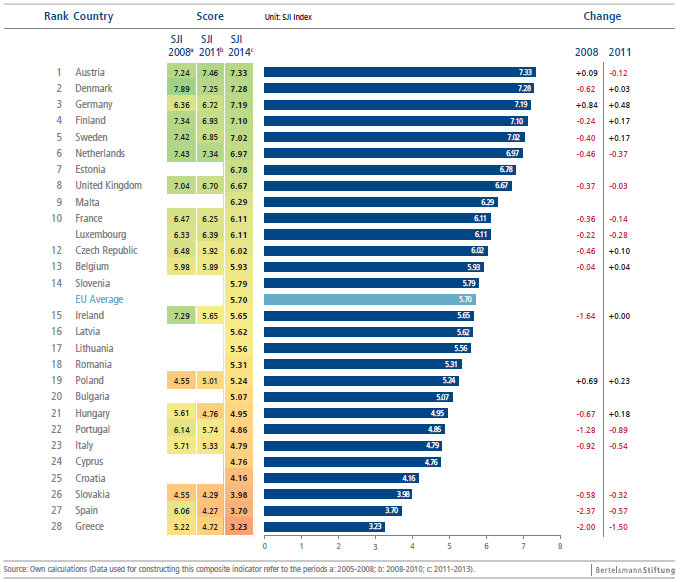 Rank Country Score Unit: SJI Index Change
SJI SJI SJI
2008a 2011b 2014c 2008 2011
1 Austria 7.24 7.46 7.33 7.33 +0.09 -0.12
2 Denmark 7.89 7.25 7.28 7.28 -0.62 +0.03
3 Germany 6.36 6.72 7.19 7.19 +0.84 +0.48
4 Finland 7.34 6.93 7.10 7.10 -0.24 +0.17
5 Sweden 7.42 6.85 7.02 7.02 -0.40 +0.17
6 Netherlands 7.43 7.34 6.97 6.97 -0.46 -0.37
7 Estonia 6.78 6.78
8 United Kingdom 7.04 6.70 6.67 6.67 -0.37 -0.03
9 Malta 6.29 6.29
10 France 6.47 6.25 6.11 6.11 -0.36 -0.14
Luxembourg 6.33 6.39 6.11 6.11 -0.22 -0.28
12 Czech Republic 6.48 5.92 6.02 6.02 -0.46 +0.10
13 Belgium 5.98 5.89 5.93 5.93 -0.04 +0.04
14 Slovenia 5.79 5.79
EU Average 5.70 5.70
15 Ireland 7.29 5.65 5.65 5.65 -1.64 +0.00
16 Latvia 5.62 5.62
17 Lithuania 5.56 5.56
18 Romania 5.31 5.31
19 Poland 4.55 5.01 5.24 5.24 +0.69 +0.23
20 Bulgaria 5.07 5.07
21 Hungary 5.61 4.76 4.95 4.95 -0.67 +0.18
22 Portugal 6.14 5.74 4.86 4.86 -1.28 -0.89
23 Italy 5.71 5.33 4.79 4.79 -0.92 -0.54
24 Cyprus 4.76 4.76
25 Croatia 4.16 4.16
26 Slovakia 4.55 4.29 3.98 3.98 -0.58 -0.32
27 Spain 6.06 4.27 3.70 3.70 -2.37 -0.57
28 Greece 5.22 4.72 3.23 3.23 -2.00 -1.50
0 1 2 3 4 5 6 7 8
Source: Own calculations (Data used for constructing this composite indicator refer to the periods a: 2005-2008; b: 2008-2010; c: 2011-2013). BertelsmannStiftung